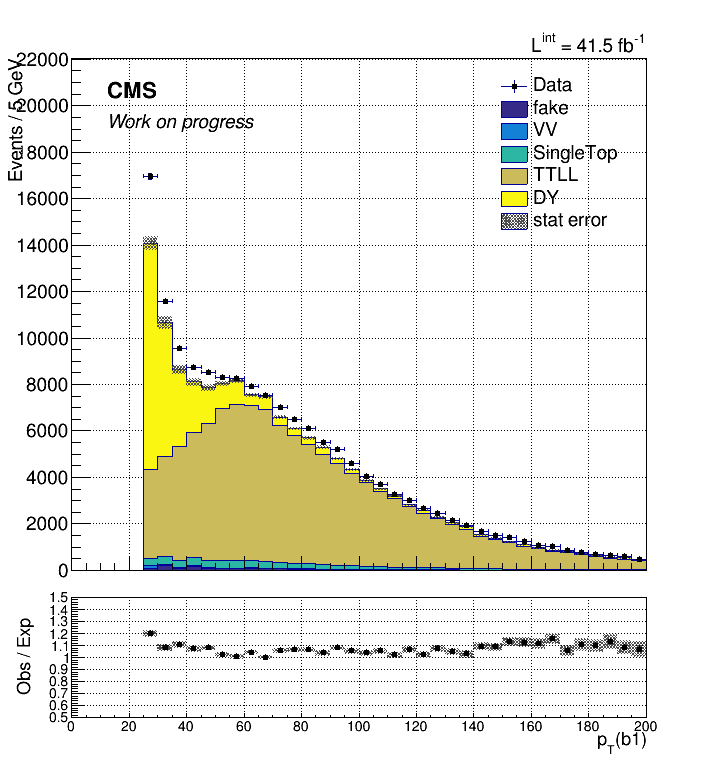 L^int = 41.5 fb^-1
Events / 5 GeV
22000
20000
18000
16000
14000
12000
10000
8000
6000
4000
2000
0
CMS
Work on progress
Data
fake
VV
SingleTop
TTLL
DY
stat error
Obs / Exp
1.5
1.4
1.3
1.2
1.1
1
0.9
0.8
0.7
0.6
0.5
0 20 40 60 80 100 120 140 160 180 200
p_T(b1)